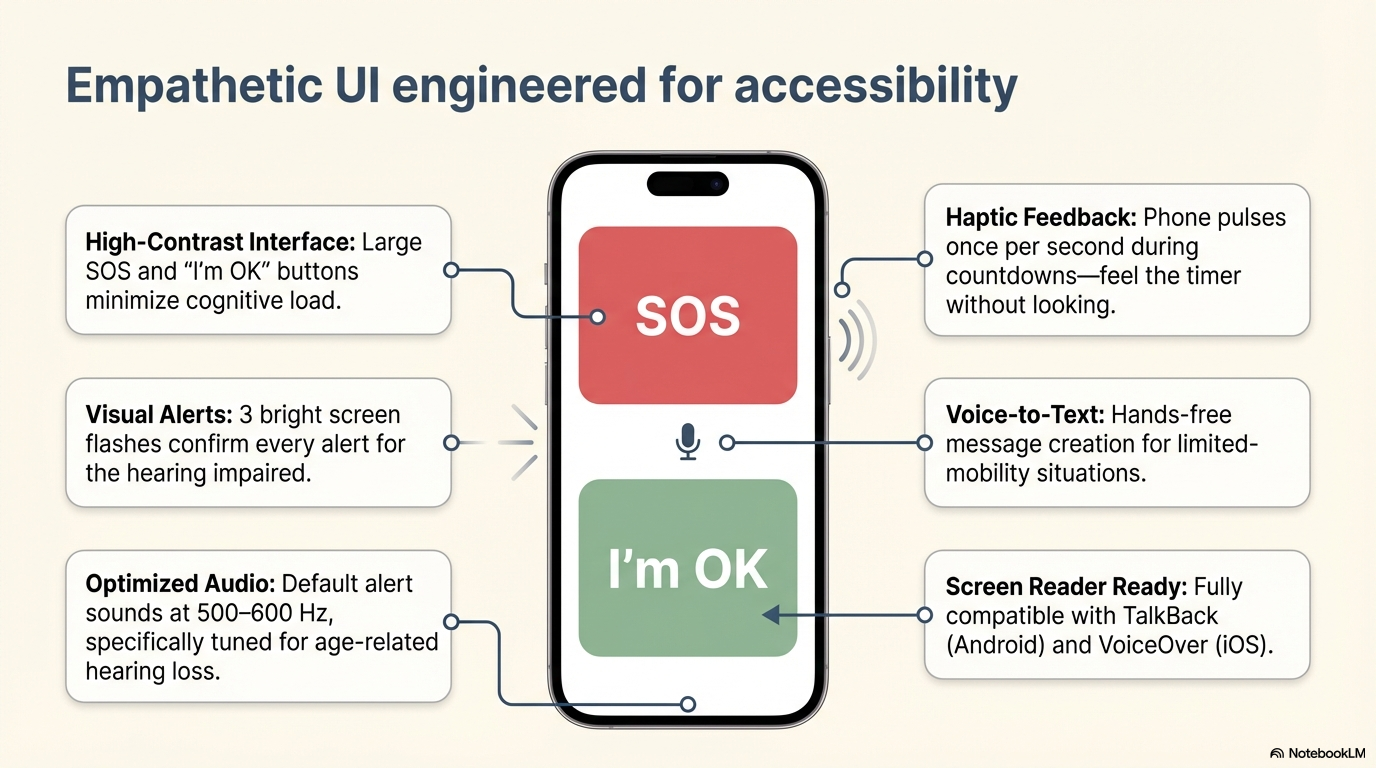 Empathetic UI engineered for accessibility
High-Contrast Interface: Large
SOS and “I’m OK” buttons
minimize cognitive load.
Visual Alerts: 3 bright screen
flashes confirm every alert for
the hearing impaired.
Optimized Audio: Default alert
sounds at 500–600 Hz,
specifically tuned for age-related
hearing loss.
SOS
I’m OK
Haptic Feedback: Phone pulses
once per second during
countdowns—feel the timer
without looking.
Voice-to-Text: Hands-free
message creation for limited-
mobility situations.
Screen Reader Ready: Fully
compatible with TalkBack
(Android) and VoiceOver (iOS).
NotebookLM